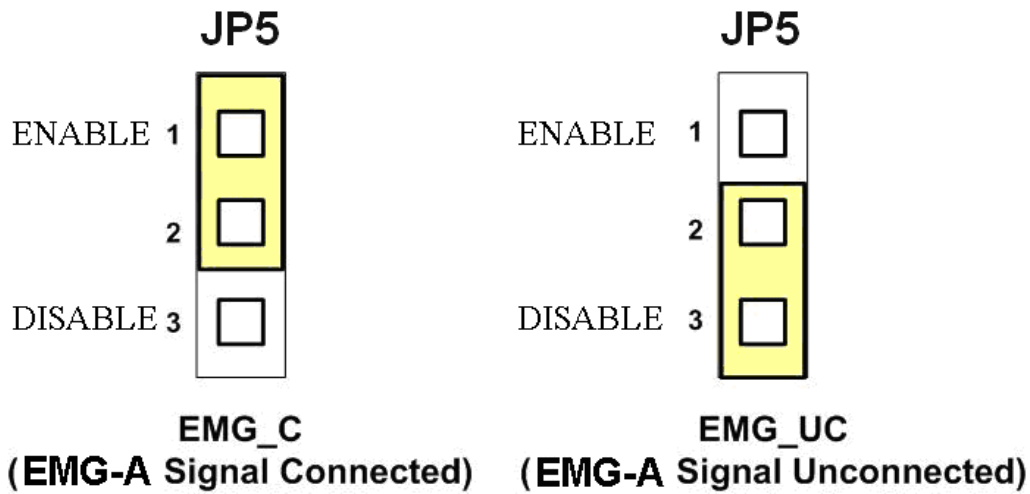 JP5 JP5
ENABLE 1 ENABLE 1
2 2
DISABLE 3 DISABLE 3
EMG_C EMG_UC
(EMG-A Signal Connected) (EMG-A Signal Unconnected)